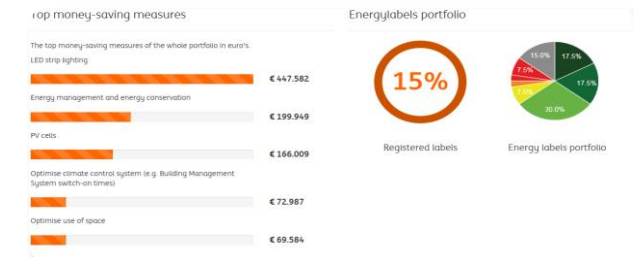 Top money-saving measures
The top money-saving measures of the whole portfolio in euro's.
LED strip lighting
€ 447.582
Energy management and energy conservation
€ 199.949
PV cells
€ 166.009
Optimise climate control system (e.g. Building Management
System switch-on times)
€ 72.987
Optimise use of space
€ 69.584
Energylabels portfolio
15%
Registered labels
15.0%
17.5%
7.5%
17.5%
7.5%
30.0%
Energy labels portfolio